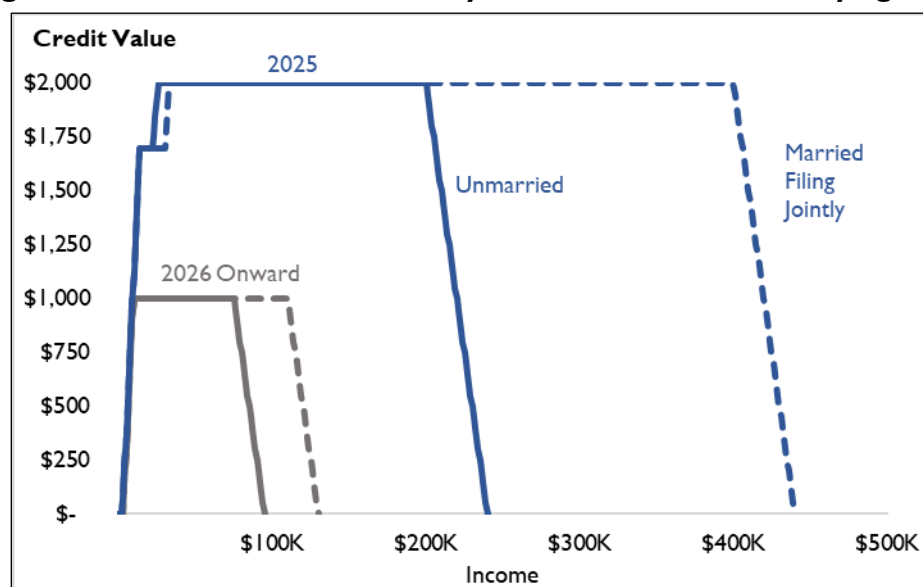 Credit Value
2025
$2,000
$1,750
Married
Filing
Jointly
Unmarried
$1,500
$1,250
2026 Onward
$1,000
$750
$500
$250
$-
$100K
$200K
$300K
$400K
$500K
Income